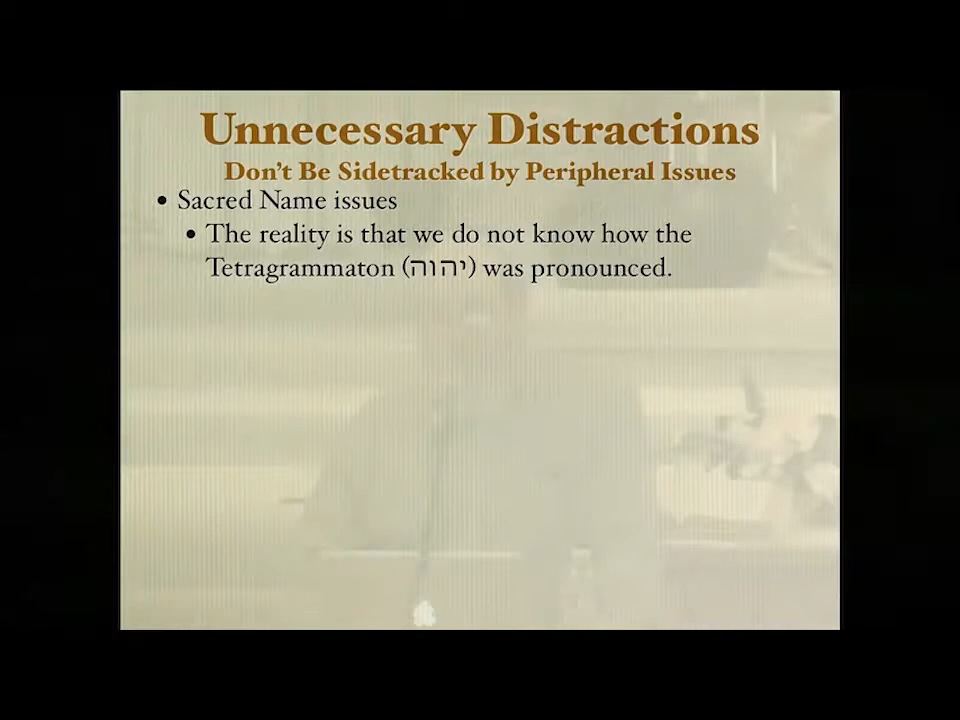 Unnecessary Distractions
Don't Be Sidetracked by Peripheral Issues
• Sacred Name issues
• The reality is that we do not know how the
Tetragrammaton (יהוה) was pronounced.